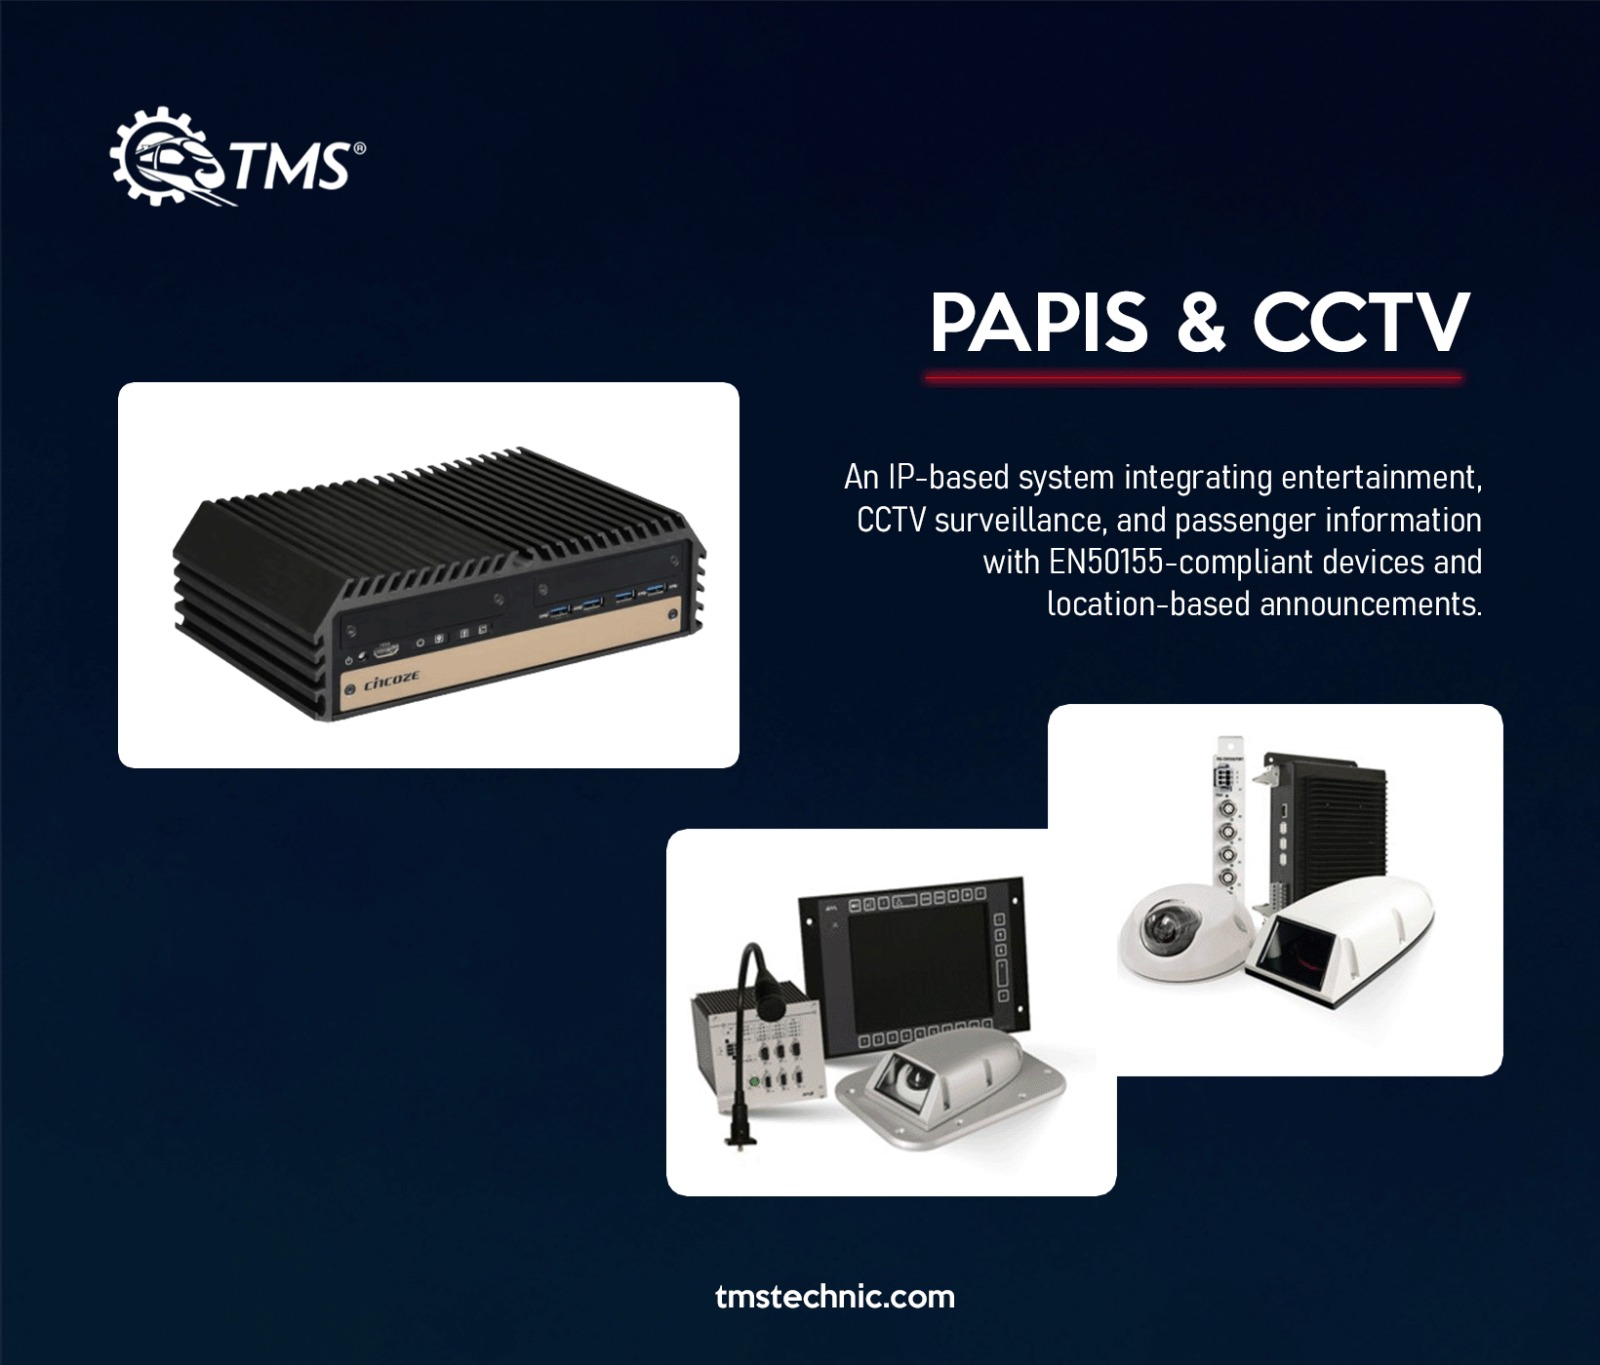 TMS®
PAPIS & CCTV
An IP-based system integrating entertainment,
CCTV surveillance, and passenger information
with EN50155-compliant devices and
location-based announcements.
cincoze
tmstechnic.com